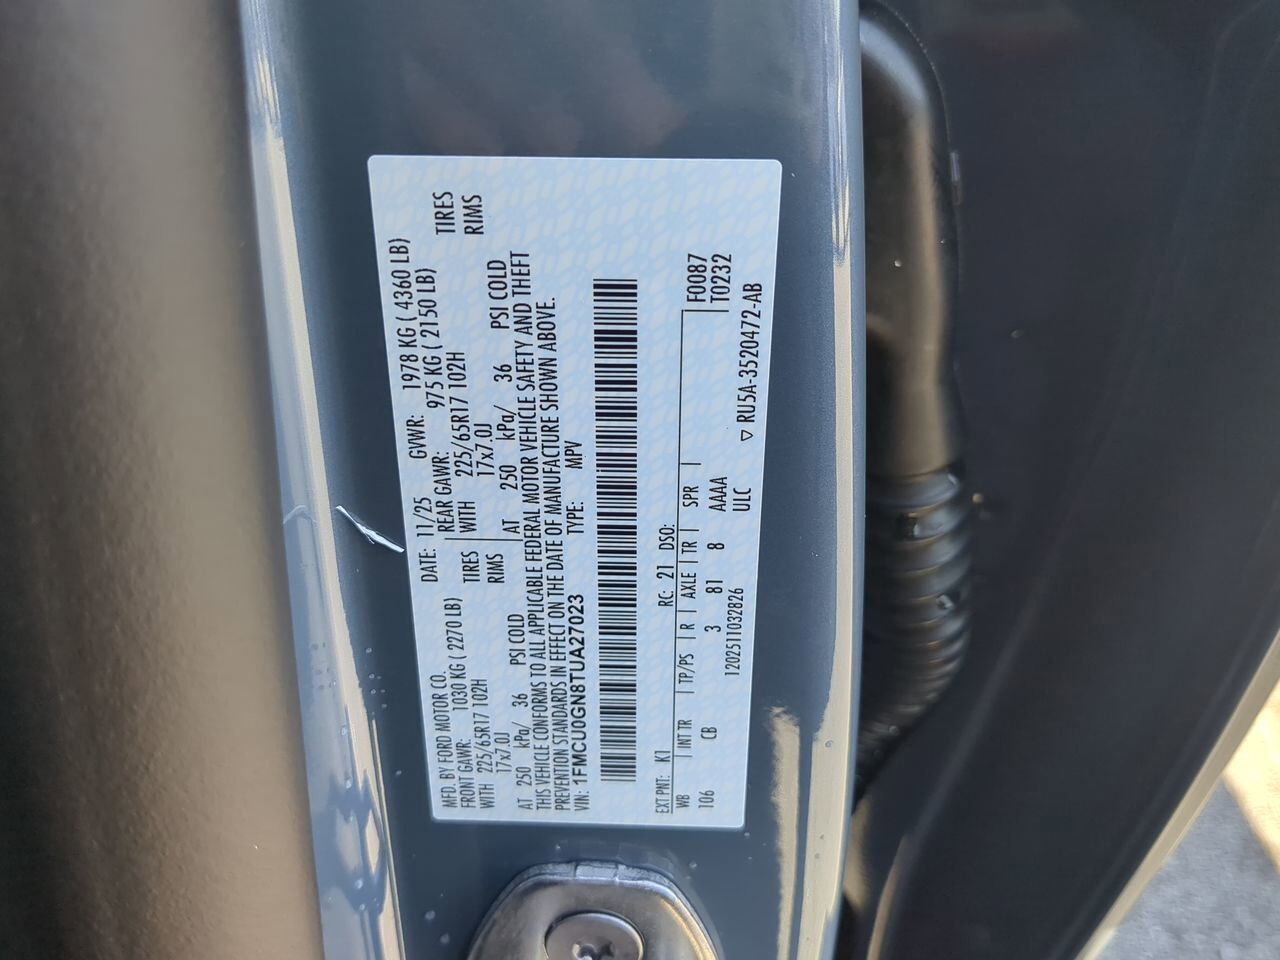 MFD. BY FORD MOTOR CO.
DATE: 11/25 GVWR: 1978 KG ( 4360 LB)
FRONT GAWR: 1030 KG ( 2270 LB) REAR GAWR: 975 KG ( 2150 LB)
WITH 225/65R17 102H TIRES WITH 225/65R17 102H TIRES
17x7.0J RIMS 17x7.0J RIMS
AT 250 kPa/ 36 PSI COLD AT 250 kPa/ 36 PSI COLD
THIS VEHICLE CONFORMS TO ALL APPLICABLE FEDERAL MOTOR VEHICLE SAFETY AND THEFT
PREVENTION STANDARDS IN EFFECT ON THE DATE OF MANUFACTURE SHOWN ABOVE.
VIN: 1FMCU0GN8TUA27023 TYPE: MPV
EXT PNT: K1 RC: 21 DSO:
WB INT TR TP/PS R AXLE TR SPR F0087
106 CB 3 81 8 AAAA T0232
1202511032826 ULC
▽ RU5A-3520472-AB